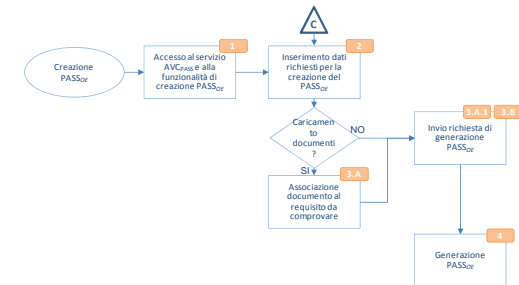 C
Creazione
PASSOE
1
Accesso al servizio
AVCPASS e alla
funzionalità di
creazione PASSOE
2
Inserimento dati
richiesti per la
creazione del
PASSOE
Caricamen
to
documenti
?
NO
SI
3.A
Associazione
documento al
requisito da
comprovare
3.A.1
3.B
Invio richiesta di
generazione
PASSOE
4
Generazione
PASSOE